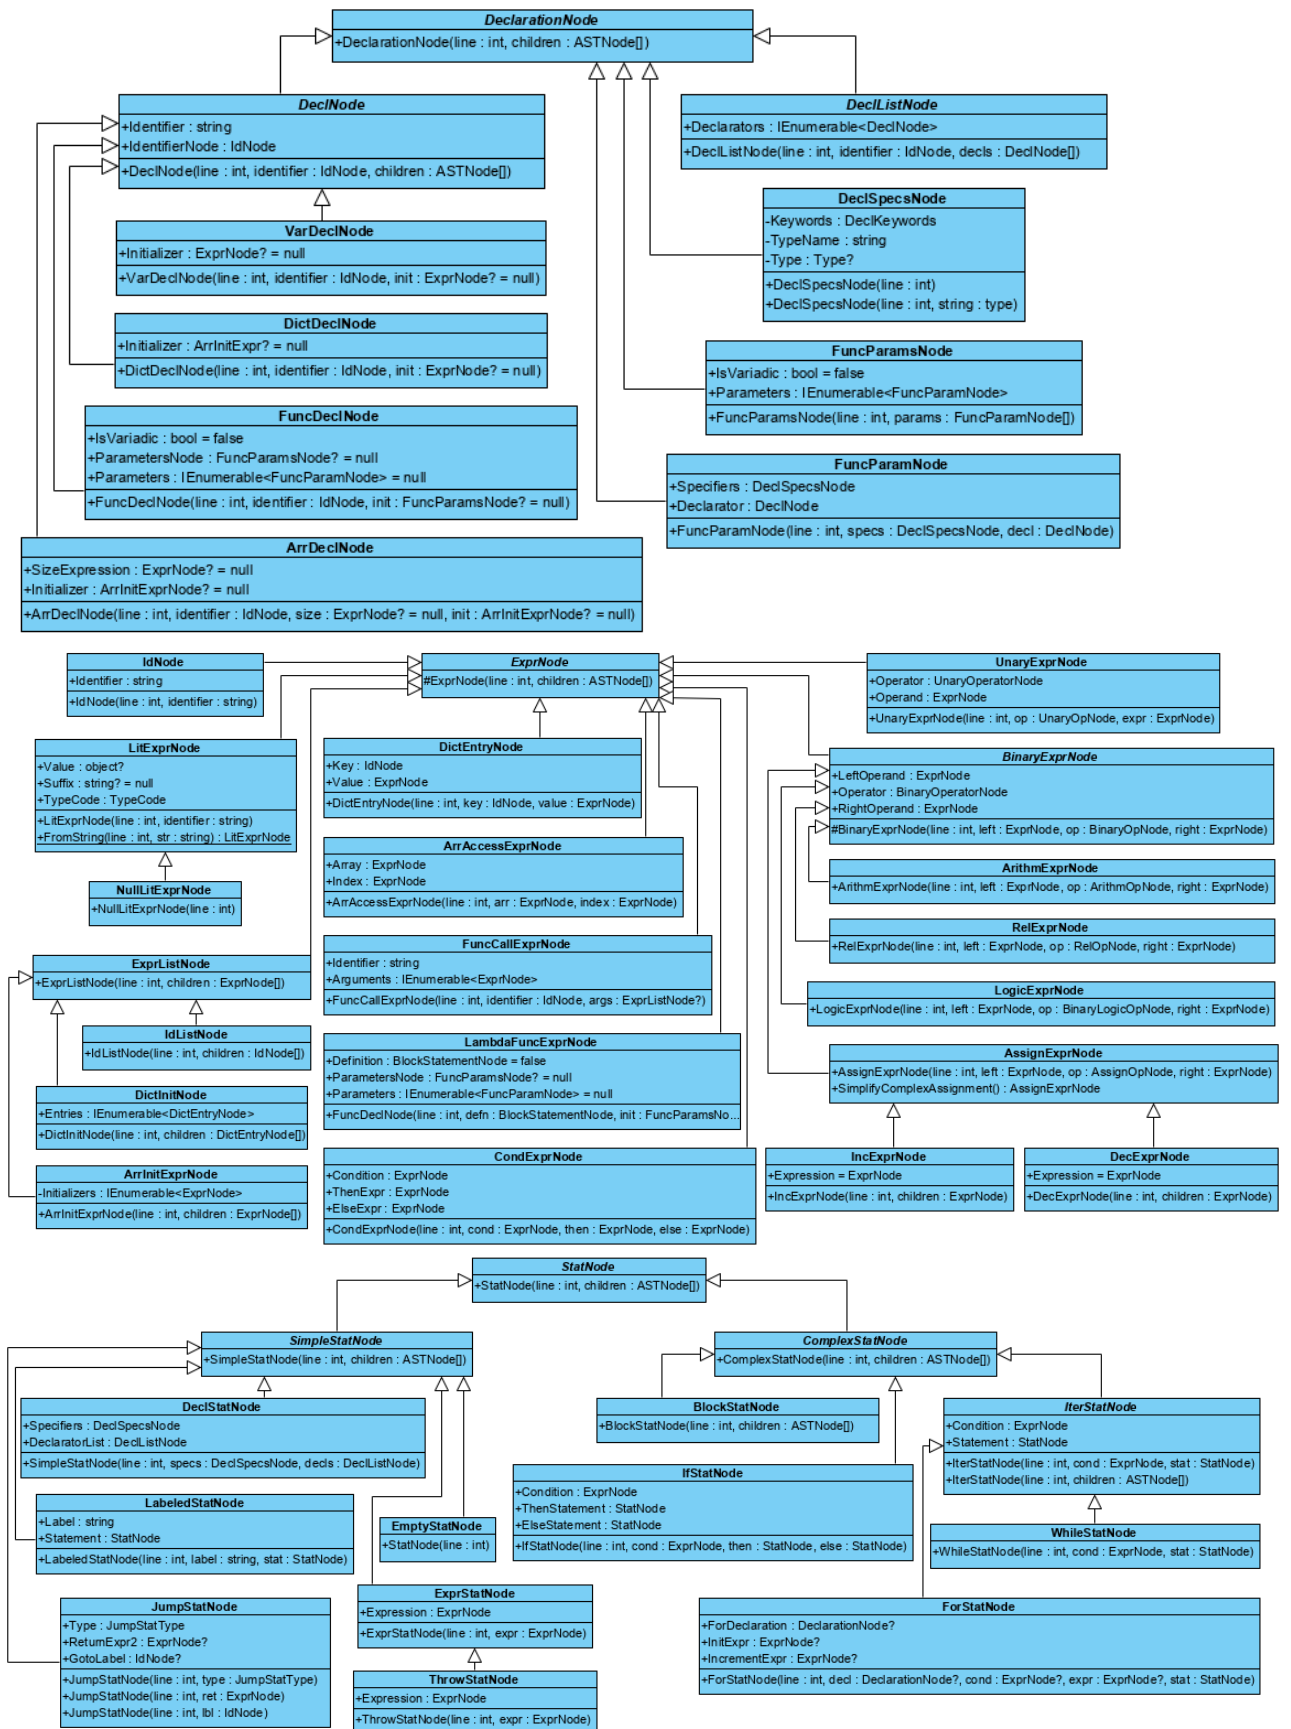 DeclarationNode
+DeclarationNode(line : int, children : ASTNode[])
DeclNode
+Identifier : string
+IdentifierNode : IdNode
+DeclNode(line : int, identifier : IdNode, children : ASTNode[])
DeclListNode
+Declarators : IEnumerable<DeclNode>
+DeclListNode(line : int, identifier : IdNode, decls : DeclNode[])
DeclSpecsNode
-Keywords : DeclKeywords
-TypeName : string
-Type : Type?
+DeclSpecsNode(line : int)
+DeclSpecsNode(line : int, string : type)
VarDeclNode
+Initializer : ExprNode? = null
+VarDeclNode(line : int, identifier : IdNode, init : ExprNode? = null)
DictDeclNode
+Initializer : ArrInitExpr? = null
+DictDeclNode(line : int, identifier : IdNode, init : ExprNode? = null)
FuncParamsNode
+IsVariadic : bool = false
+Parameters : IEnumerable<FuncParamNode>
+FuncParamsNode(line : int, params : FuncParamNode[])
FuncDeclNode
+IsVariadic : bool = false
+ParametersNode : FuncParamsNode? = null
+Parameters : IEnumerable<FuncParamNode> = null
+FuncDeclNode(line : int, identifier : IdNode, init : FuncParamsNode? = null)
FuncParamNode
+Specifiers : DeclSpecsNode
+Declarator : DeclNode
+FuncParamNode(line : int, specs : DeclSpecsNode, decl : DeclNode)
ArrDeclNode
+SizeExpression : ExprNode? = null
+Initializer : ArrInitExprNode? = null
+ArrDeclNode(line : int, identifier : IdNode, size : ExprNode? = null, init : ArrInitExprNode? = null)
IdNode
+Identifier : string
+IdNode(line : int, identifier : string)
ExprNode
#ExprNode(line : int, children : ASTNode[])
UnaryExprNode
+Operator : UnaryOperatorNode
+Operand : ExprNode
+UnaryExprNode(line : int, op : UnaryOpNode, expr : ExprNode)
LitExprNode
+Value : object?
+Suffix : string? = null
+TypeCode : TypeCode
+LitExprNode(line : int, identifier : string)
+FromString(line : int, str : string) : LitExprNode
DictEntryNode
+Key : IdNode
+Value : ExprNode
+DictEntryNode(line : int, key : IdNode, value : ExprNode)
BinaryExprNode
+LeftOperand : ExprNode
+Operator : BinaryOperatorNode
+RightOperand : ExprNode
#BinaryExprNode(line : int, left : ExprNode, op : BinaryOpNode, right : ExprNode)
NullLitExprNode
+NullLitExprNode(line : int)
ArrAccessExprNode
+Array : ExprNode
+Index : ExprNode
+ArrAccessExprNode(line : int, arr : ExprNode, index : ExprNode)
ArithmExprNode
+ArithmExprNode(line : int, left : ExprNode, op : ArithmOpNode, right : ExprNode)
RelExprNode
+RelExprNode(line : int, left : ExprNode, op : RelOpNode, right : ExprNode)
ExprListNode
+ExprListNode(line : int, children : ExprNode[])
FuncCallExprNode
+Identifier : string
+Arguments : IEnumerable<ExprNode>
+FuncCallExprNode(line : int, identifier : IdNode, args : ExprListNode?)
LogicExprNode
+LogicExprNode(line : int, left : ExprNode, op : BinaryLogicOpNode, right : ExprNode)
IdListNode
+IdListNode(line : int, children : IdNode[])
LambdaFuncExprNode
+Definition : BlockStatementNode = false
+ParametersNode : FuncParamsNode? = null
+Parameters : IEnumerable<FuncParamNode> = null
+FuncDeclNode(line : int, defn : BlockStatementNode, init : FuncParamsNo...
AssignExprNode
+AssignExprNode(line : int, left : ExprNode, op : AssignOpNode, right : ExprNode)
+SimplifyComplexAssignment() : AssignExprNode
DictInitNode
+Entries : IEnumerable<DictEntryNode>
+DictInitNode(line : int, children : DictEntryNode[])
CondExprNode
+Condition : ExprNode
+ThenExpr : ExprNode
+ElseExpr : ExprNode
+CondExprNode(line : int, cond : ExprNode, then : ExprNode, else : ExprNode)
IncExprNode
+Expression = ExprNode
+IncExprNode(line : int, children : ExprNode)
DecExprNode
+Expression = ExprNode
+DecExprNode(line : int, children : ExprNode)
ArrInitExprNode
-Initializers : IEnumerable<ExprNode>
+ArrInitExprNode(line : int, children : ExprNode[])
StatNode
+StatNode(line : int, children : ASTNode[])
SimpleStatNode
+SimpleStatNode(line : int, children : ASTNode[])
ComplexStatNode
+ComplexStatNode(line : int, children : ASTNode[])
DeclStatNode
+Specifiers : DeclSpecsNode
+DeclaratorList : DeclListNode
+SimpleStatNode(line : int, specs : DeclSpecsNode, decls : DeclListNode)
BlockStatNode
+BlockStatNode(line : int, children : ASTNode[])
IterStatNode
+Condition : ExprNode
+Statement : StatNode
+IterStatNode(line : int, cond : ExprNode, stat : StatNode)
+IterStatNode(line : int, children : ASTNode[])
IfStatNode
+Condition : ExprNode
+ThenStatement : StatNode
+ElseStatement : StatNode
+IfStatNode(line : int, cond : ExprNode, then : StatNode, else : StatNode)
LabeledStatNode
+Label : string
+Statement : StatNode
+LabeledStatNode(line : int, label : string, stat : StatNode)
EmptyStatNode
+StatNode(line : int)
WhileStatNode
+WhileStatNode(line : int, cond : ExprNode, stat : StatNode)
ExprStatNode
+Expression : ExprNode
+ExprStatNode(line : int, expr : ExprNode)
JumpStatNode
+Type : JumpStatType
+ReturnExpr2 : ExprNode?
+GotoLabel : IdNode?
+JumpStatNode(line : int, type : JumpStatType)
+JumpStatNode(line : int, ret : ExprNode)
+JumpStatNode(line : int, lbl : IdNode)
ForStatNode
+ForDeclaration : DeclarationNode?
+InitExpr : ExprNode?
+IncrementExpr : ExprNode?
+ForStatNode(line : int, decl : DeclarationNode?, cond : ExprNode?, expr : ExprNode?, stat : StatNode)
ThrowStatNode
+Expression : ExprNode
+ThrowStatNode(line : int, expr : ExprNode)